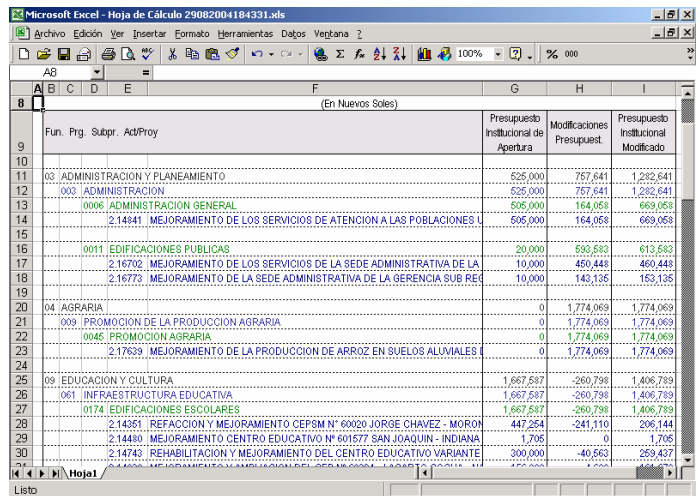 Microsoft Excel - Hoja de Cálculo 29082004184331.xls
Archivo Edición Ver Insertar Formato Herramientas Datos Ventana ?
100% % 000
A8 =
A B C D E F G H I
8 (En Nuevos Soles)
9 Fun. Prg. Subpr. Act/Proy Presupuesto Institucional de Apertura Modificaciones Presupuest. Presupuesto Institucional Modificado
10
11 03 ADMINISTRACION Y PLANEAMIENTO 525,000 757,641 1,282,641
12 003 ADMINISTRACION 525,000 757,641 1,282,641
13 0006 ADMINISTRACION GENERAL 505,000 164,058 669,058
14 2.14841 MEJORAMIENTO DE LOS SERVICIOS DE ATENCION A LAS POBLACIONES U 505,000 164,058 669,058
15
16 0011 EDIFICACIONES PUBLICAS 20,000 593,583 613,583
17 2.16702 MEJORAMIENTO DE LOS SERVICIOS DE LA SEDE ADMINISTRATIVA DE LA 10,000 450,448 460,448
18 2.16773 MEJORAMIENTO DE LA SEDE ADMINISTRATIVA DE LA GERENCIA SUB REG 10,000 143,135 153,135
19
20 04 AGRARIA 0 1,774,069 1,774,069
21 009 PROMOCION DE LA PRODUCCION AGRARIA 0 1,774,069 1,774,069
22 0045 PROMOCION AGRARIA 0 1,774,069 1,774,069
23 2.17639 MEJORAMIENTO DE LA PRODUCCION DE ARROZ EN SUELOS ALUVIALES 0 1,774,069 1,774,069
24
25 09 EDUCACION Y CULTURA 1,667,587 -260,798 1,406,789
26 061 INFRAESTRUCTURA EDUCATIVA 1,667,587 -260,798 1,406,789
27 0174 EDIFICACIONES ESCOLARES 1,667,587 -260,798 1,406,789
28 2.14351 REFACCION Y MEJORAMIENTO CEPSM N° 60020 JORGE CHAVEZ - MORON 447,254 -241,110 206,144
29 2.14480 MEJORAMIENTO CENTRO EDUCATIVO Nº 601577 SAN JOAQUIN - INDIANA 1,705 0 1,705
30 2.14743 REHABILITACION Y MEJORAMIENTO DEL CENTRO EDUCATIVO VARIANTE 300,000 -40,563 259,437
Hoja1
Listo